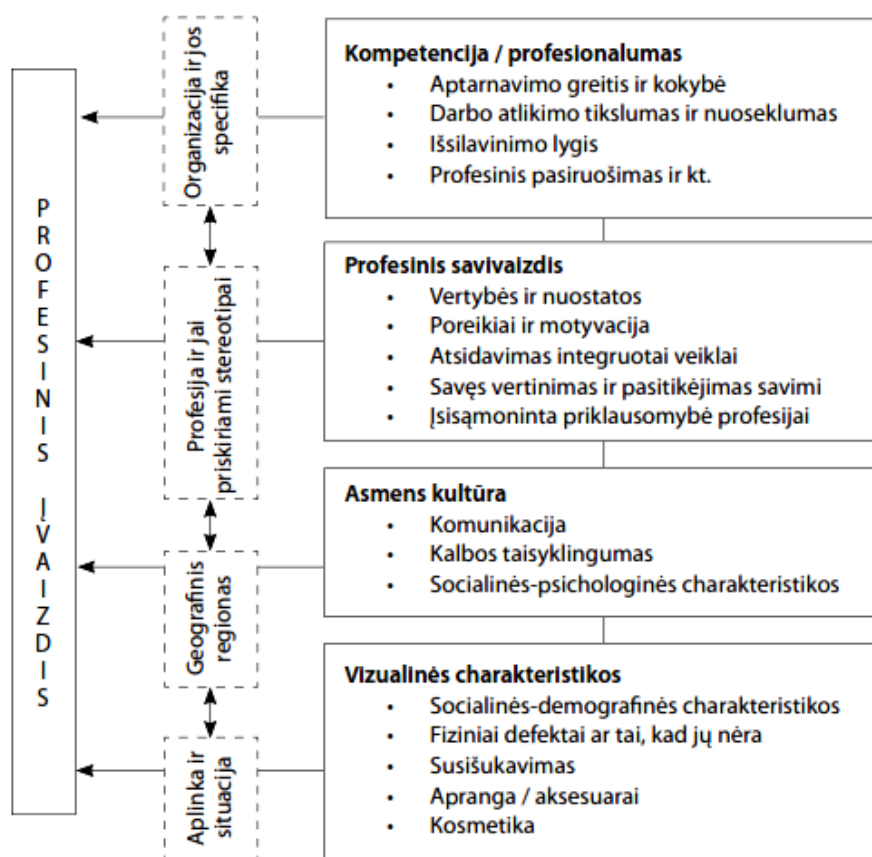 PROFESINIS ĮVAIZDIS
Organizacija ir jos
specifika
Profesija ir jai
priskiriami stereotipai
Geografinis
regionas
Aplinka ir
situacija
Kompetencija / profesionalumas
• Aptarnavimo greitis ir kokybė
• Darbo atlikimo tikslumas ir nuoseklumas
• Išsilavinimo lygis
• Profesinis pasiruošimas ir kt.
Profesinis savivaizdis
• Vertybės ir nuostatos
• Poreikiai ir motyvacija
• Atsidavimas integruotai veiklai
• Savęs vertinimas ir pasitikėjimas savimi
• Įsisąmoninta priklausomybė profesijai
Asmens kultūra
• Komunikacija
• Kalbos taisyklingumas
• Socialinės-psichologinės charakteristikos
Vizualinės charakteristikos
• Socialinės-demografinės charakteristikos
• Fiziniai defektai ar tai, kad jų nėra
• Susišukavimas
• Apranga / aksesuarai
• Kosmetika